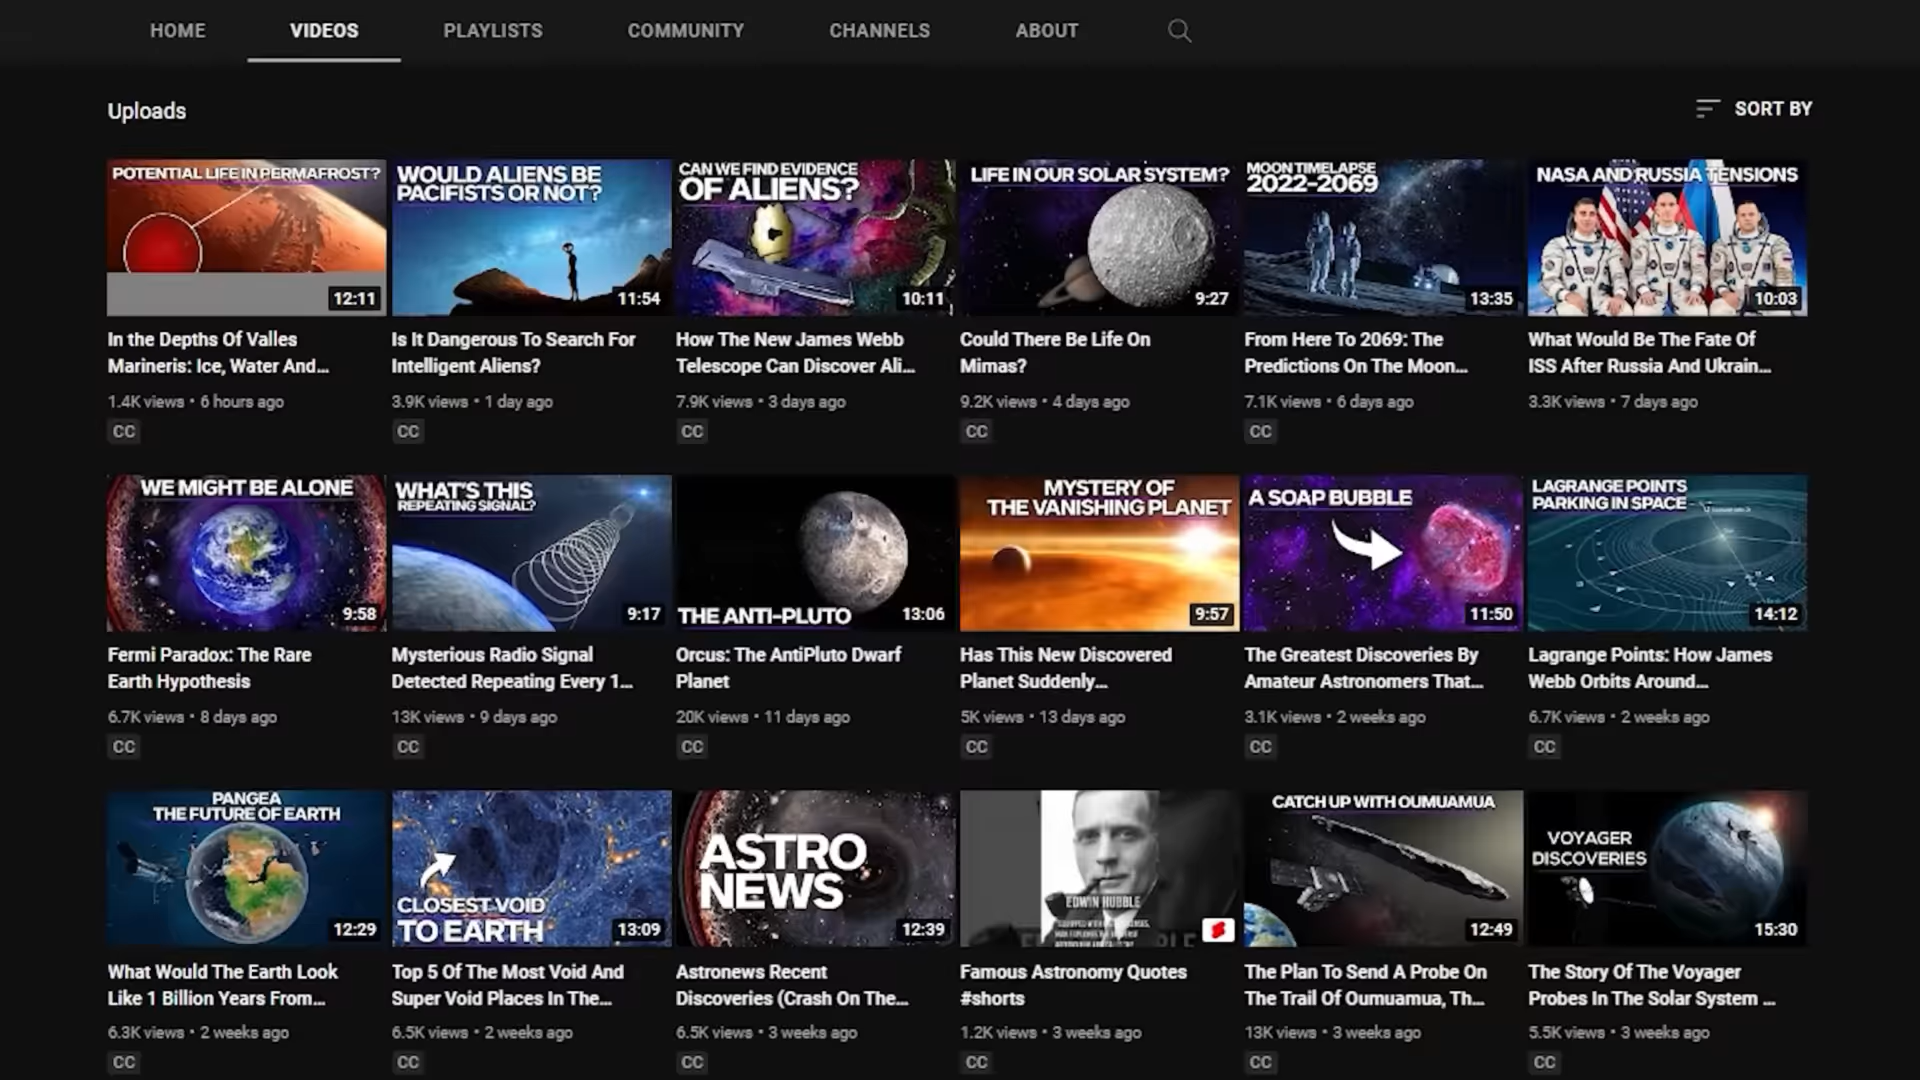 HOME
VIDEOS
PLAYLISTS
COMMUNITY
CHANNELS
ABOUT
Uploads
SORT BY
POTENTIAL LIFE IN PERMAFROST?
12:11
In the Depths Of Valles
Marineris: Ice, Water And...
1.4K views • 6 hours ago
CC
WOULD ALIENS BE
PACIFISTS OR NOT?
11:54
Is It Dangerous To Search For
Intelligent Aliens?
3.9K views • 1 day ago
CC
CAN WE FIND EVIDENCE
OF ALIENS?
10:11
How The New James Webb
Telescope Can Discover Ali...
7.9K views • 3 days ago
CC
LIFE IN OUR SOLAR SYSTEM?
9:27
Could There Be Life On
Mimas?
9.2K views • 4 days ago
CC
MOON TIMELAPSE
2022-2069
13:35
From Here To 2069: The
Predictions On The Moon...
7.1K views • 6 days ago
CC
NASA AND RUSSIA TENSIONS
10:03
What Would Be The Fate Of
ISS After Russia And Ukrain...
3.3K views • 7 days ago
WE MIGHT BE ALONE
9:58
Fermi Paradox: The Rare
Earth Hypothesis
6.7K views • 8 days ago
CC
WHAT'S THIS
REPEATING SIGNAL?
9:17
Mysterious Radio Signal
Detected Repeating Every 1...
13K views • 9 days ago
CC
THE ANTI-PLUTO
13:06
Orcus: The AntiPluto Dwarf
Planet
20K views • 11 days ago
CC
MYSTERY OF
THE VANISHING PLANET
9:57
Has This New Discovered
Planet Suddenly...
5K views • 13 days ago
CC
A SOAP BUBBLE
11:50
The Greatest Discoveries By
Amateur Astronomers That...
3.1K views • 2 weeks ago
CC
LAGRANGE POINTS
PARKING IN SPACE
14:12
Lagrange Points: How James
Webb Orbits Around...
6.7K views • 2 weeks ago
CC
PANGEA
THE FUTURE OF EARTH
12:29
What Would The Earth Look
Like 1 Billion Years From...
6.3K views • 2 weeks ago
CC
CLOSEST VOID
TO EARTH
13:09
Top 5 Of The Most Void And
Super Void Places In The...
6.5K views • 2 weeks ago
CC
ASTRO
NEWS
12:39
Astronews Recent
Discoveries (Crash On The...
6.5K views • 3 weeks ago
CC
EDWIN HUBBLE
Famous Astronomy Quotes
#shorts
1.2K views • 3 weeks ago
CC
CATCH UP WITH OUMUAMUA
12:49
The Plan To Send A Probe On
The Trail Of Oumuamua, Th...
13K views • 3 weeks ago
CC
VOYAGER
DISCOVERIES
15:30
The Story Of The Voyager
Probes In The Solar System ...
5.5K views • 3 weeks ago
CC